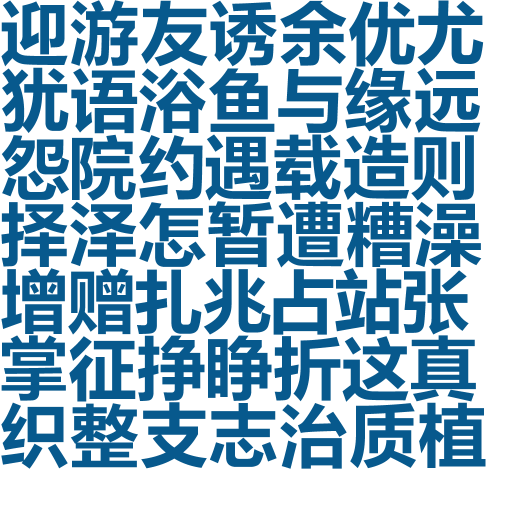 迎游友诱余优尤
犹语浴鱼与缘远
怨院约遇载造则
择泽怎暂遭糟澡
增赠扎兆占站张
掌征挣睁折这真
织整支志治质植